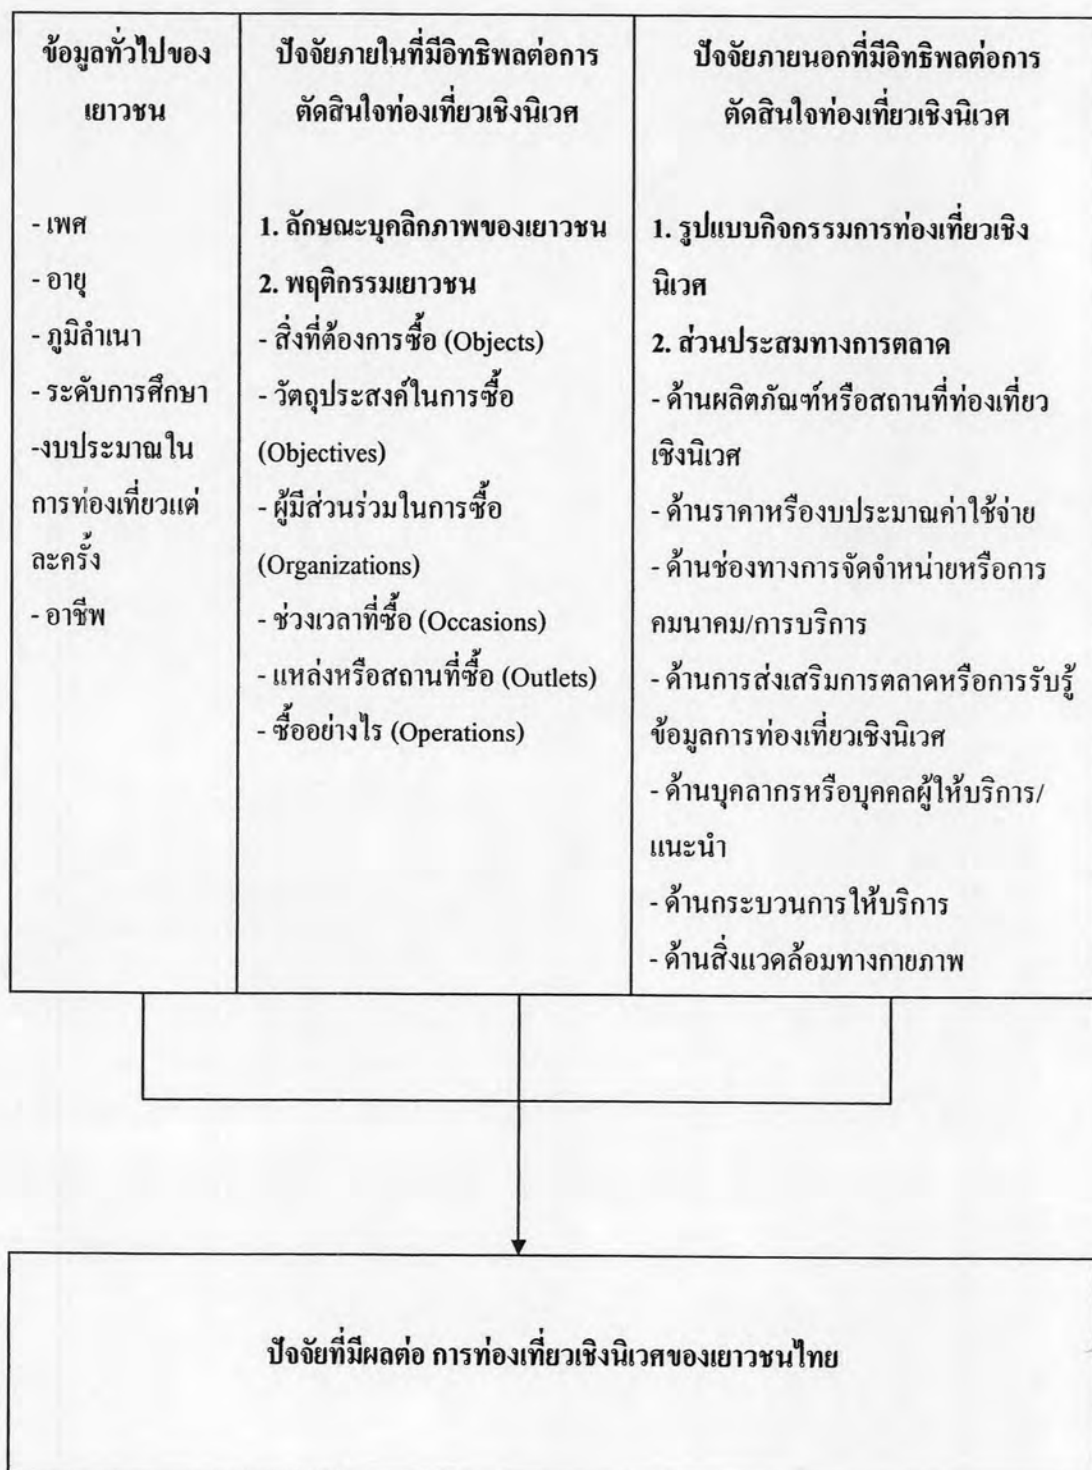 ข้อมูลทั่วไปของ
เยาวชน
- เพศ
- อายุ
- ภูมิลำเนา
- ระดับการศึกษา
-งบประมาณใน
การท่องเที่ยวแต่
ละครั้ง
- อาชีพ
ปัจจัยภายในที่มีอิทธิพลต่อการ
ตัดสินใจท่องเที่ยวเชิงนิเวศ
1. ลักษณะบุคลิกภาพของเยาวชน
2. พฤติกรรมเยาวชน
- สิ่งที่ต้องการซื้อ (Objects)
- วัตถุประสงค์ในการซื้อ
(Objectives)
- ผู้มีส่วนร่วมในการซื้อ
(Organizations)
- ช่วงเวลาที่ซื้อ (Occasions)
- แหล่งหรือสถานที่ซื้อ (Outlets)
- ซื้ออย่างไร (Operations)
ปัจจัยภายนอกที่มีอิทธิพลต่อการ
ตัดสินใจท่องเที่ยวเชิงนิเวศ
1. รูปแบบกิจกรรมการท่องเที่ยวเชิง
นิเวศ
2. ส่วนประสมทางการตลาด
- ด้านผลิตภัณฑ์หรือสถานที่ท่องเที่ยว
เชิงนิเวศ
- ด้านราคาหรืองบประมาณค่าใช้จ่าย
- ด้านช่องทางการจัดจำหน่ายหรือการ
คมนาคม/การบริการ
- ด้านการส่งเสริมการตลาดหรือการรับรู้
ข้อมูลการท่องเที่ยวเชิงนิเวศ
- ด้านบุคลากรหรือบุคคลผู้ให้บริการ/
แนะนำ
- ด้านกระบวนการให้บริการ
- ด้านสิ่งแวดล้อมทางกายภาพ
ปัจจัยที่มีผลต่อ การท่องเที่ยวเชิงนิเวศของเยาวชนไทย